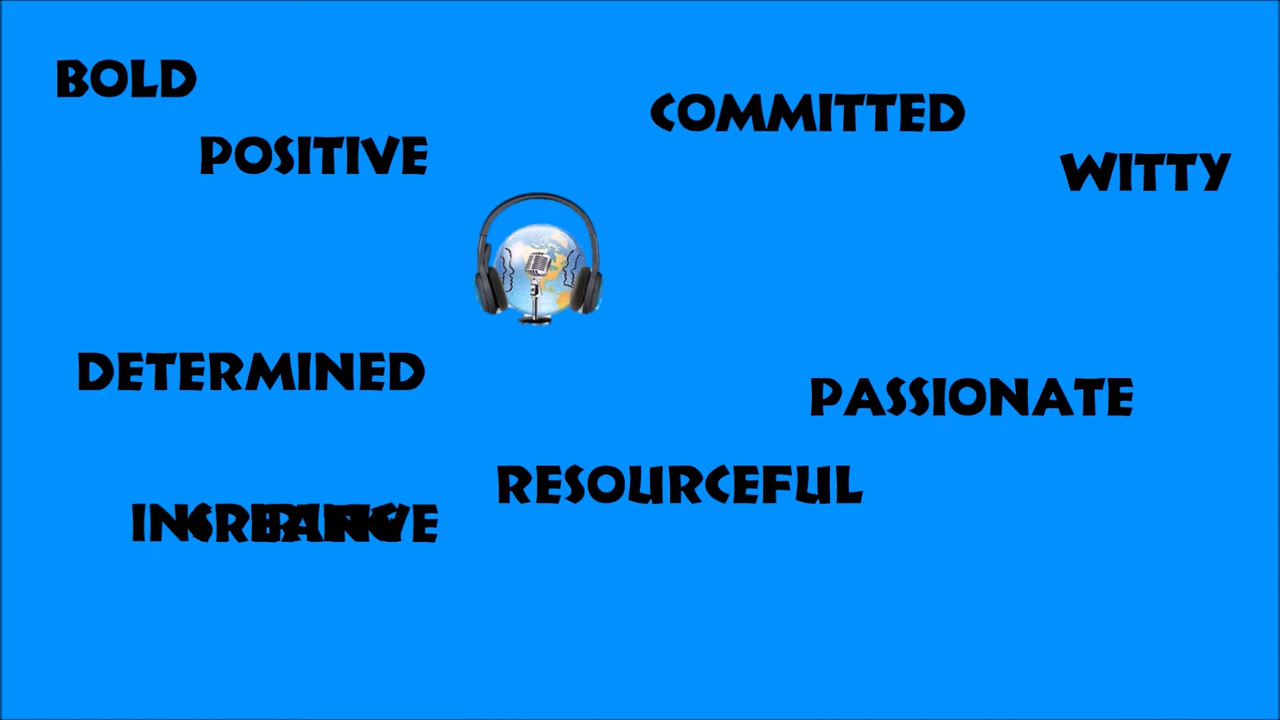 BOLD
COMMITTED
POSITIVE
WITTY
DETERMINED
PASSIONATE
RESOURCEFUL